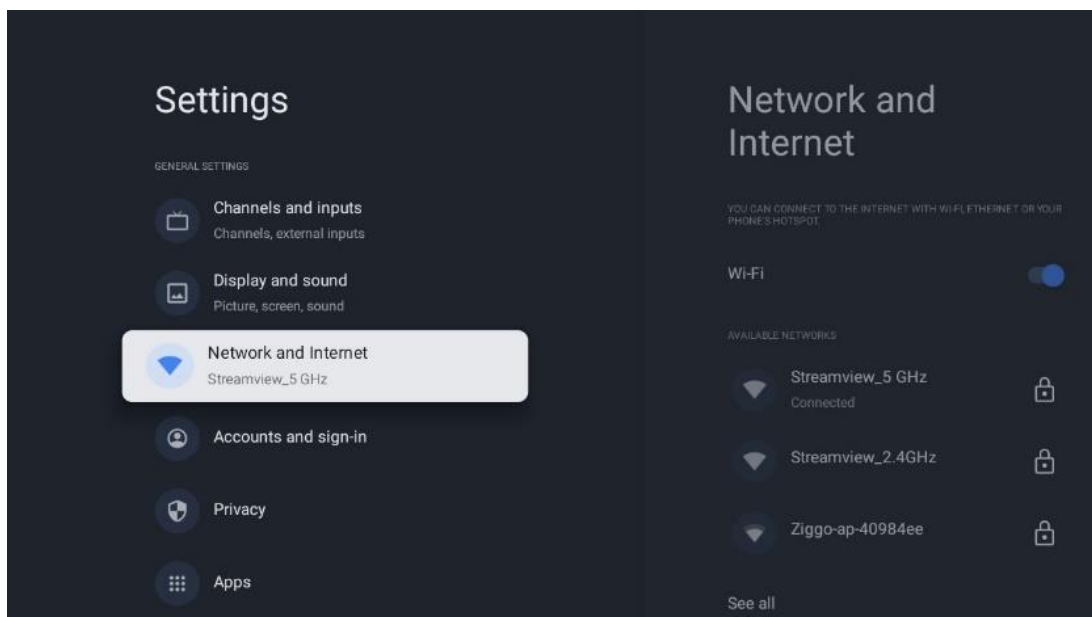 Settings
GENERAL SETTINGS
Channels and inputs
Channels, external inputs
Display and sound
Picture, screen, sound
Network and Internet
Streamview_5 GHz
Accounts and sign-in
Privacy
Apps
Network and
Internet
YOU CAN CONNECT TO THE INTERNET WITH WI-FI, ETHERNET OR YOUR
PHONE'S HOTSPOT.
Wi-Fi
AVAILABLE NETWORKS
Streamview_5 GHz
Connected
Streamview_2.4GHz
Ziggo-ap-40984ee
See all